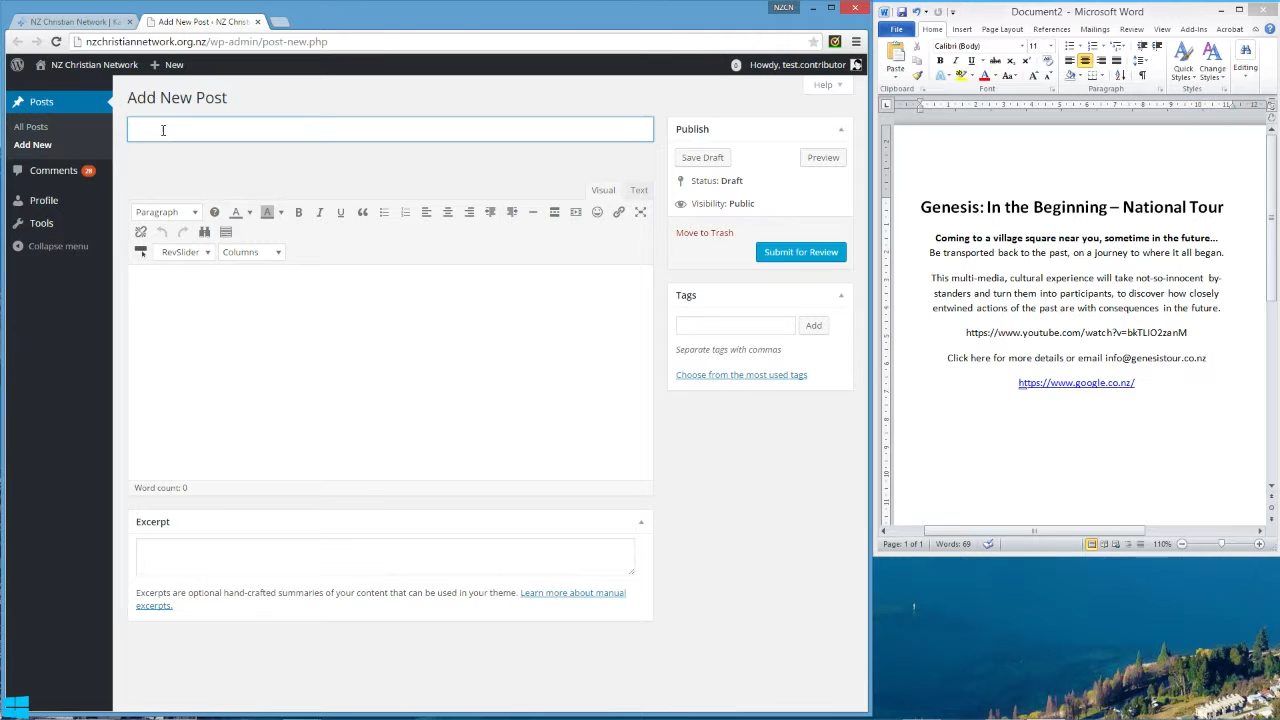 NZCN
NZ Christian Network | Ke
Add New Post ‹ NZ Christ
nzchristiannetwork.org.nz/wp-admin/post-new.php
NZ Christian Network
New
0
Howdy, test.contributor
Posts
All Posts
Add New
Comments 28
Profile
Tools
Collapse menu
Add New Post
Help
Visual
Text
Paragraph
A
A
B
I
U
RevSlider
Columns
Word count: 0
Excerpt
Excerpts are optional hand-crafted summaries of your content that can be used in your theme. Learn more about manual
excerpts.
Publish
Save Draft
Preview
Status: Draft
Visibility: Public
Move to Trash
Submit for Review
Tags
Add
Separate tags with commas
Choose from the most used tags
Document2 - Microsoft Word
File
Home
Insert
Page Layout
References
Mailings
Review
View
Add-Ins
Acrobat
Paste
Calibri (Body)
11
Quick
Styles
Change
Styles
Editing
Clipboard
Font
Paragraph
Styles
Genesis: In the Beginning – National Tour
Coming to a village square near you, sometime in the future...
Be transported back to the past, on a journey to where it all began.
This multi-media, cultural experience will take not-so-innocent by-
standers and turn them into participants, to discover how closely
entwined actions of the past are with consequences in the future.
https://www.youtube.com/watch?v=bkTLIO2zanM
Click here for more details or email info@genesistour.co.nz
https://www.google.co.nz/
Page: 1 of 1
Words: 69
110%